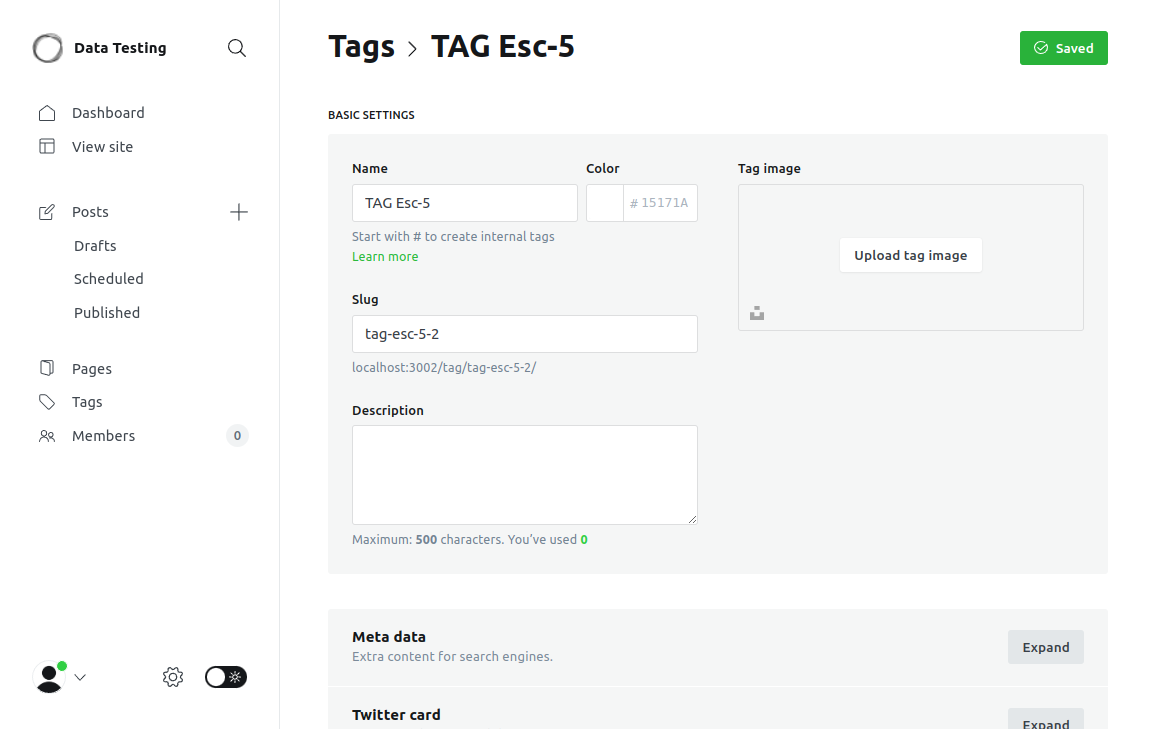 Data Testing
Dashboard
View site
Posts
Drafts
Scheduled
Published
Pages
Tags
Members 0
Tags > TAG Esc-5
Saved
BASIC SETTINGS
Name
TAG Esc-5
Color
# 15171A
Start with # to create internal tags
Learn more
Slug
tag-esc-5-2
localhost:3002/tag/tag-esc-5-2/
Description
Maximum: 500 characters. You’ve used 0
Tag image
Upload tag image
Meta data
Extra content for search engines.
Expand
Twitter card
Expand